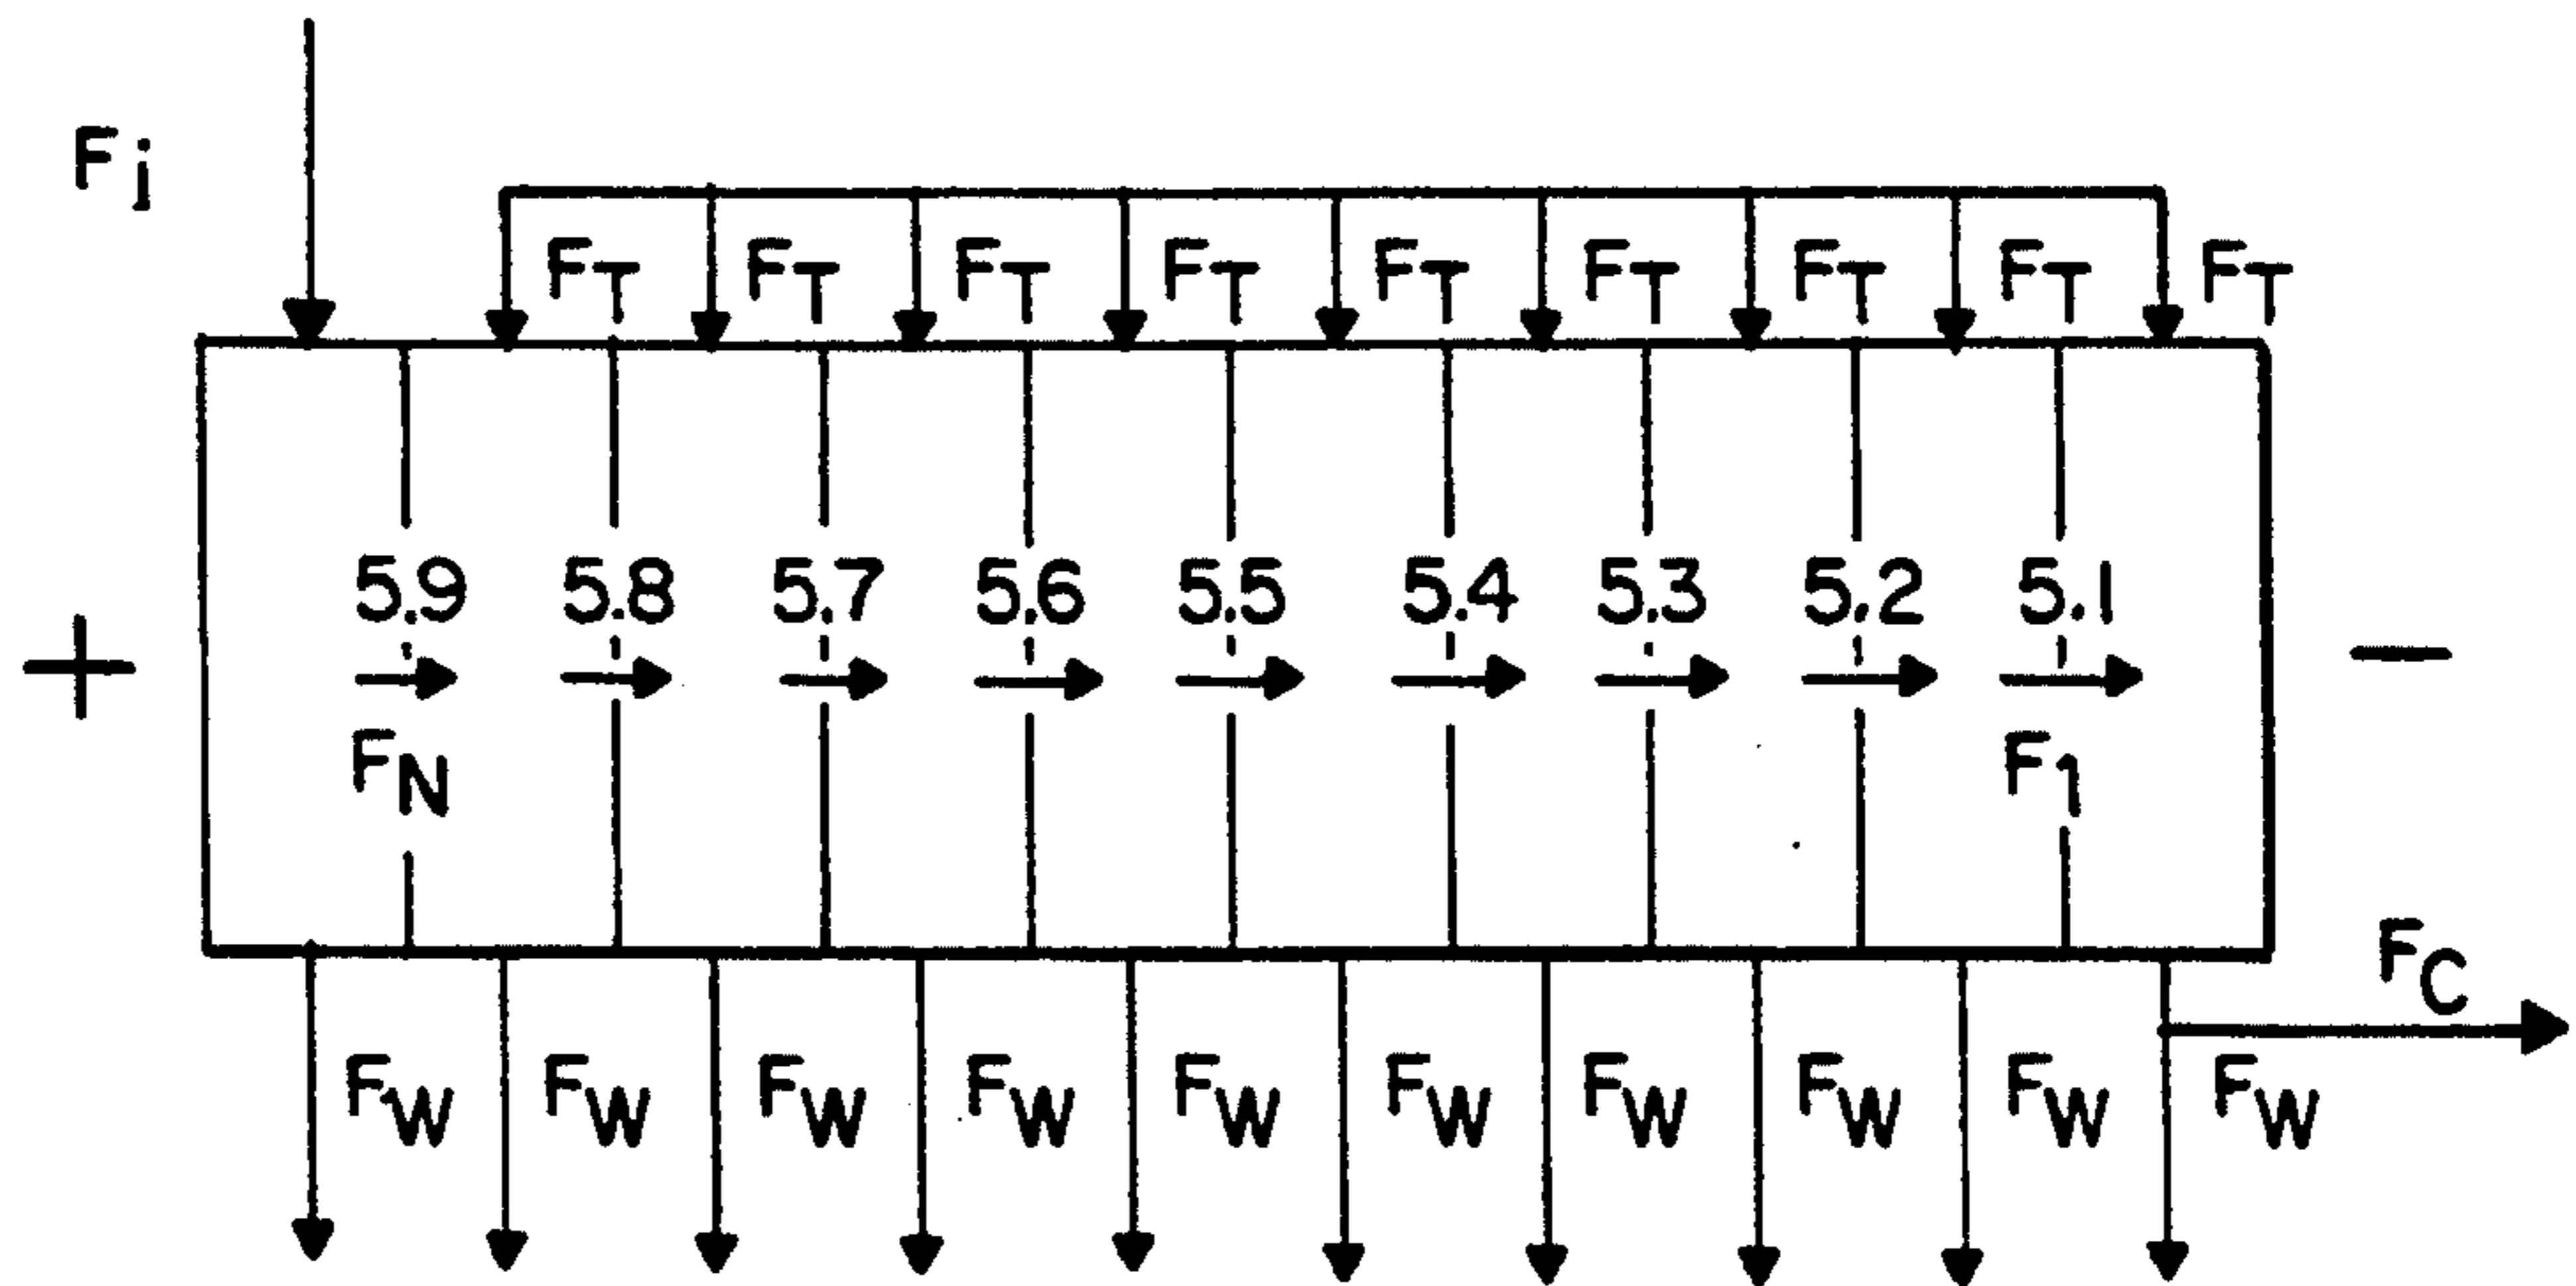 Fi
FT FT FT FT FT FT FT FT FT
5.9 5.8 5.7 5.6 5.5 5.4 5.3 5.2 5.1
+ −
FN F1
FC
FW FW FW FW FW FW FW FW FW FW